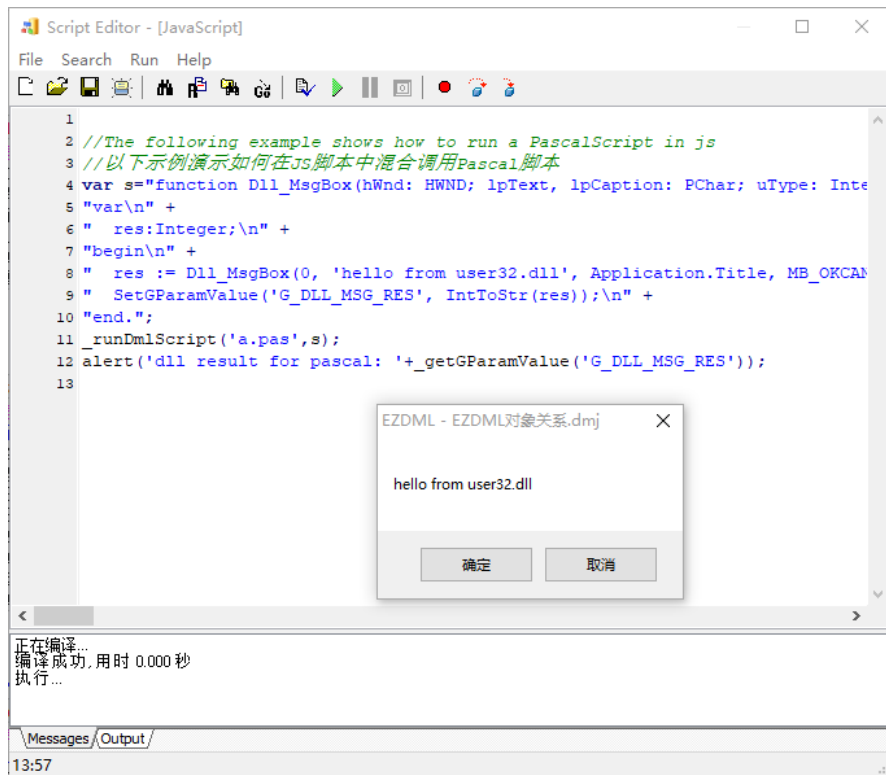 Script Editor - [JavaScript]
File Search Run Help
1
2 //The following example shows how to run a PascalScript in js
3 //以下示例演示如何在JS脚本中混合调用Pascal脚本
4 var s="function Dll_MsgBox(hWnd: HWND; lpText, lpCaption: PChar; uType: Inte
5 "var\n" +
6 "  res:Integer;\n" +
7 "begin\n" +
8 "  res := Dll_MsgBox(0, 'hello from user32.dll', Application.Title, MB_OKCAN
9 "  SetGParamValue('G_DLL_MSG_RES', IntToStr(res));\n" +
10 "end.";
11 _runDmlScript('a.pas',s);
12 alert('dll result for pascal: '+_getGParamValue('G_DLL_MSG_RES'));
13
EZDML - EZDML对象关系.dmj
hello from user32.dll
确定 取消
正在编译...
编译成功,用时 0.000 秒
执行...
Messages Output
13:57